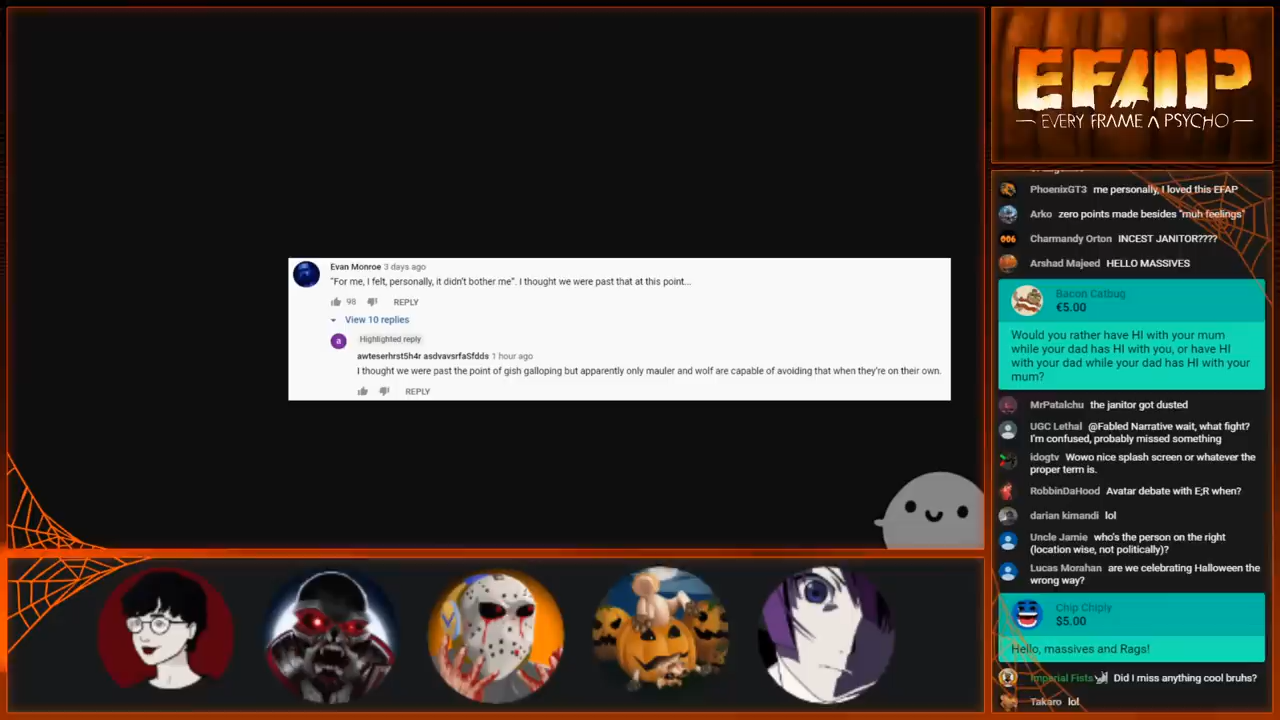 EFAP
EVERY FRAME A PSYCHO
Evan Monroe 3 days ago
"For me, I felt, personally, it didn't bother me". I thought we were past that at this point...
98 REPLY
View 10 replies
Highlighted reply
a
awteserhrst5h4r asdvavsrfaSfdds 1 hour ago
I thought we were past the point of gish galloping but apparently only mauler and wolf are capable of avoiding that when they're on their own.
REPLY
PhoenixGT3 me personally, I loved this EFAP
Arko zero points made besides "muh feelings"
Charmandy Orton INCEST JANITOR????
Arshad Majeed HELLO MASSIVES
Bacon Catbug
€5.00
Would you rather have HI with your mum
while your dad has HI with you, or have HI
with your dad while your dad has HI with your
mum?
MrPatalchu the janitor got dusted
UGC Lethal @Fabled Narrative wait, what fight?
I'm confused, probably missed something
idogtv Wowo nice splash screen or whatever the
proper term is.
RobbinDaHood Avatar debate with E;R when?
darian kimandi lol
Uncle Jamie who's the person on the right
(location wise, not politically)?
Lucas Morahan are we celebrating Halloween the
wrong way?
Chip Chiply
$5.00
Hello, massives and Rags!
Imperial Fists Did I miss anything cool bruhs?
Takaro lol